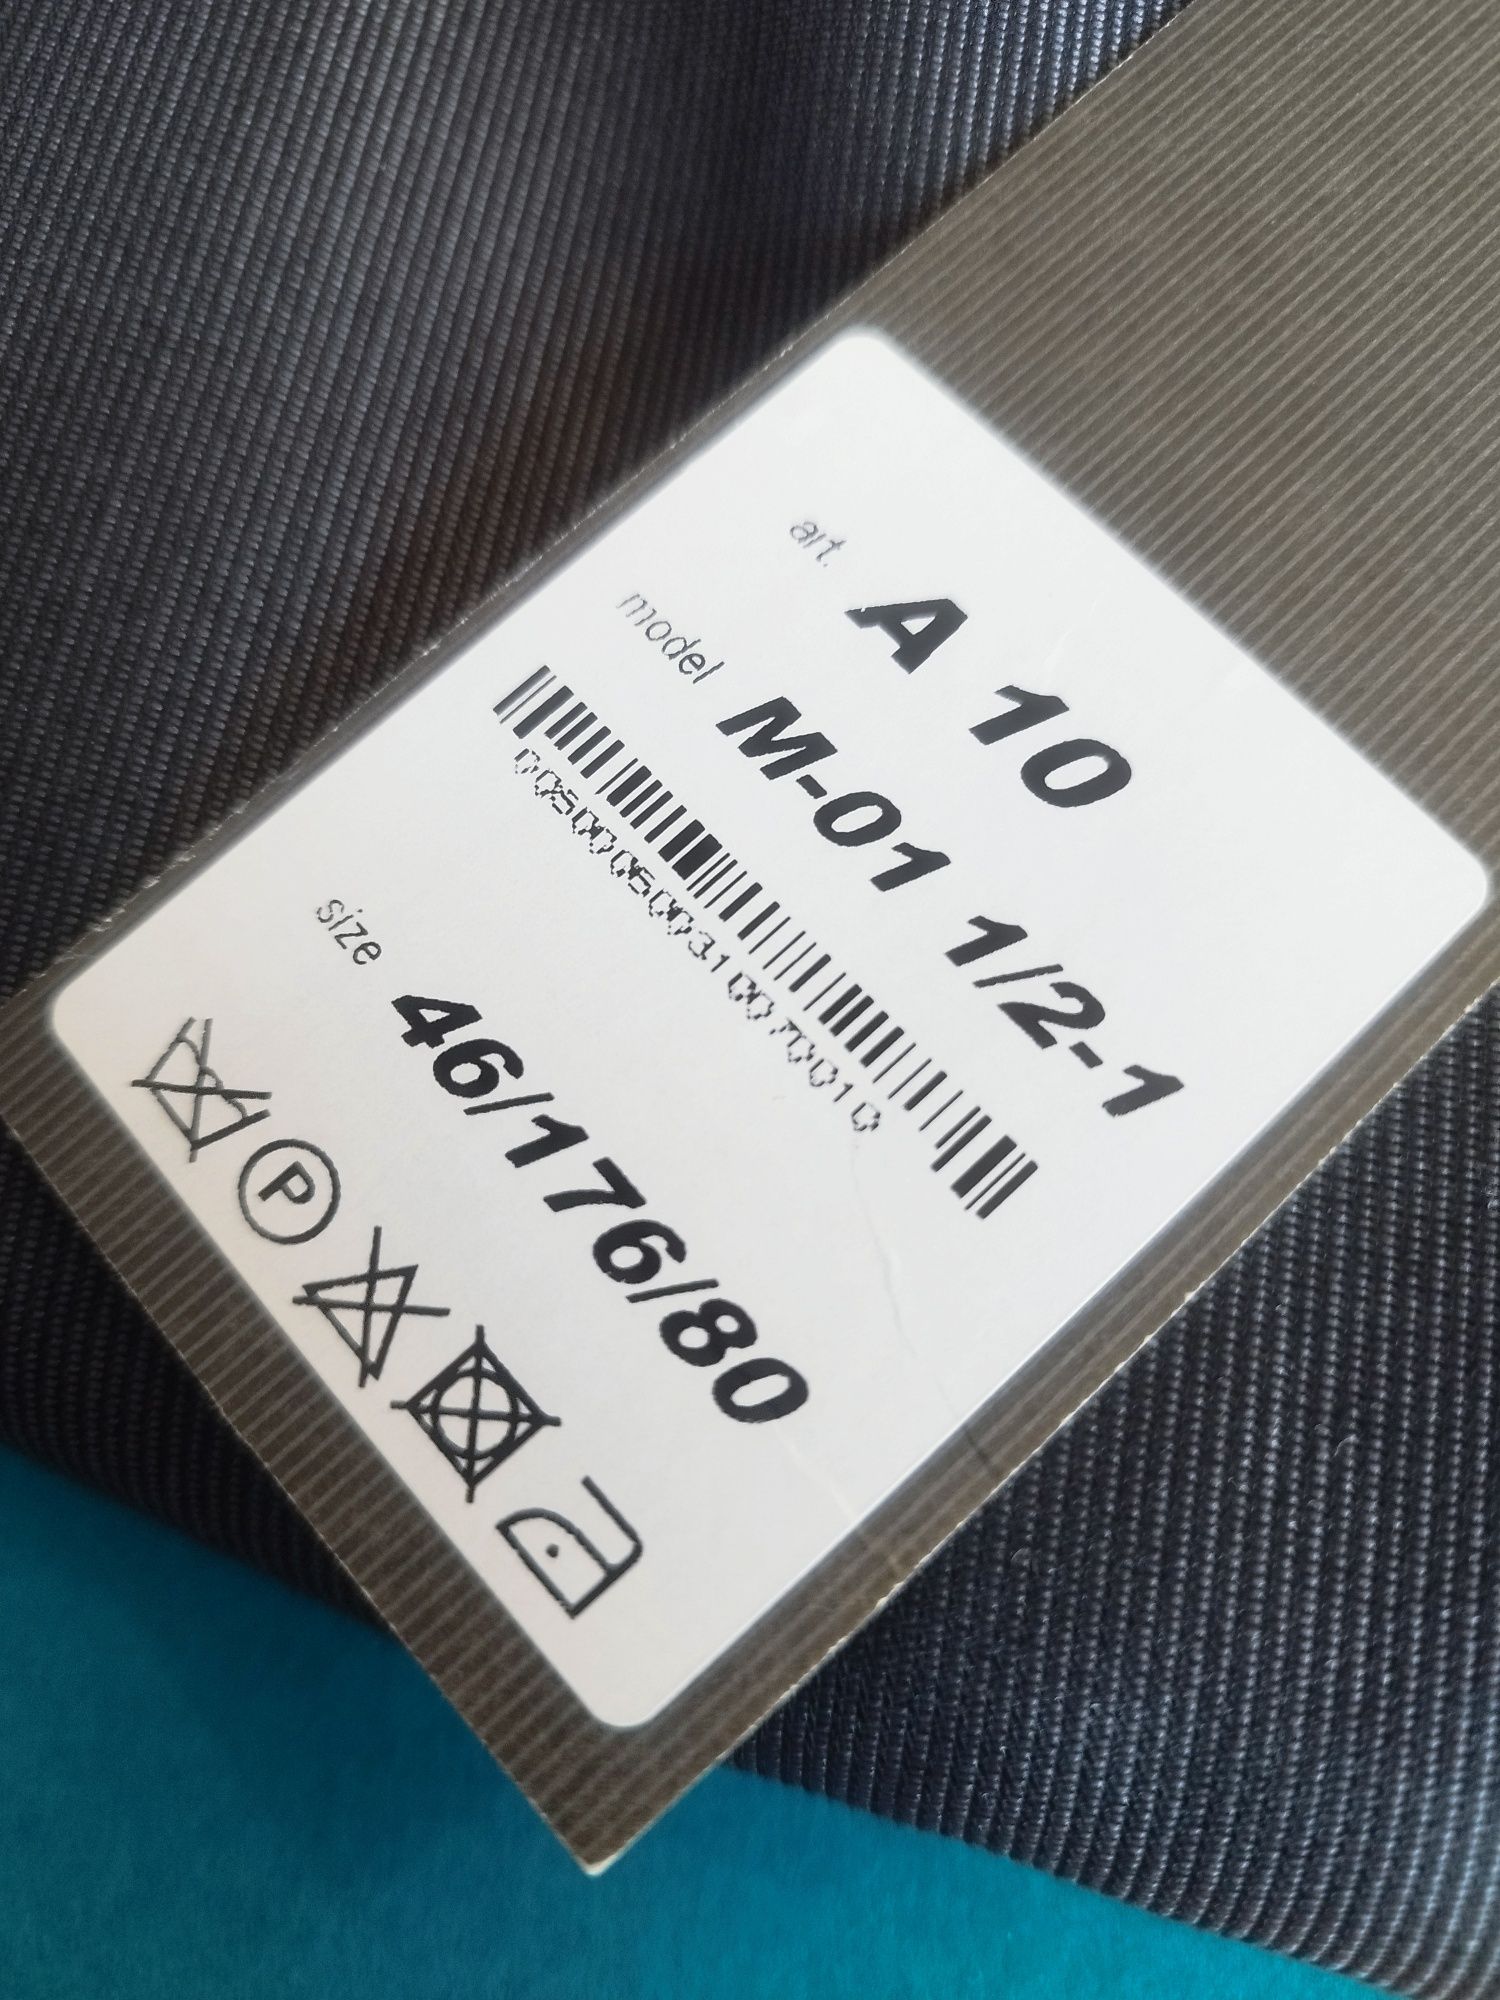 art. A 10
model M-01 1/2-1
size 46/176/80
P